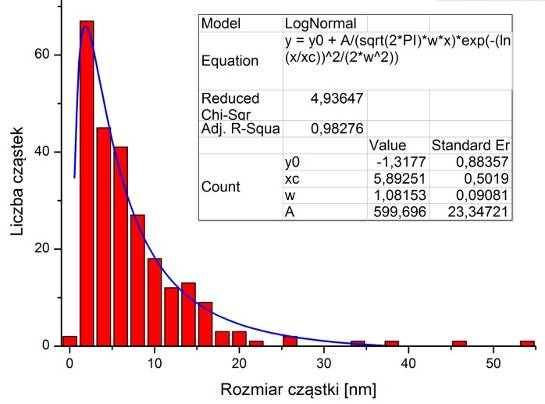 Model LogNormal
Equation y = y0 + A/(sqrt(2*PI)*w*x)*exp(-(ln
(x/xc))^2/(2*w^2))
Reduced 4,93647
Chi-Sqr
Adj. R-Squa 0,98276
Value Standard Er
Count y0 -1,3177 0,88357
xc 5,89251 0,5019
w 1,08153 0,09081
A 599,696 23,34721
Liczba cząstek
60
40
20
0
0 10 20 30 40 50
Rozmiar cząstki [nm]